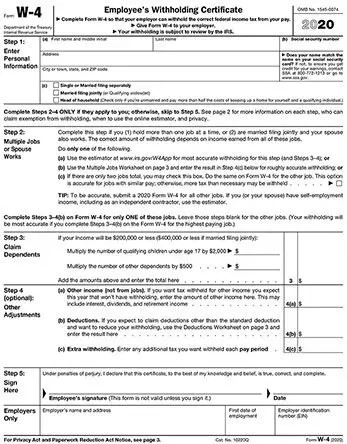 Form W-4
Department of the Treasury
Internal Revenue Service
Employee's Withholding Certificate
▶ Complete Form W-4 so that your employer can withhold the correct federal income tax from your pay.
▶ Give Form W-4 to your employer.
▶ Your withholding is subject to review by the IRS.
OMB No. 1545-0074
2020
Step 1:
Enter
Personal
Information
(a) First name and middle initial
Last name
(b) Social security number
Address
City or town, state, and ZIP code
▶ Does your name match the
name on your social security
card? If not, to ensure you get
credit for your earnings, contact
SSA at 800-772-1213 or go to
www.ssa.gov.
(c) Single or Married filing separately
Married filing jointly (or Qualifying widow(er))
Head of household (Check only if you're unmarried and pay more than half the costs of keeping up a home for yourself and a qualifying individual.)
Complete Steps 2–4 ONLY if they apply to you; otherwise, skip to Step 5. See page 2 for more information on each step, who can
claim exemption from withholding, when to use the online estimator, and privacy.
Step 2:
Multiple Jobs
or Spouse
Works
Complete this step if you (1) hold more than one job at a time, or (2) are married filing jointly and your spouse
also works. The correct amount of withholding depends on income earned from all of these jobs.
Do only one of the following.
(a) Use the estimator at www.irs.gov/W4App for most accurate withholding for this step (and Steps 3–4); or
(b) Use the Multiple Jobs Worksheet on page 3 and enter the result in Step 4(c) below for roughly accurate withholding; or
(c) If there are only two jobs total, you may check this box. Do the same on Form W-4 for the other job. This option
is accurate for jobs with similar pay; otherwise, more tax than necessary may be withheld . . . . . ▶
TIP: To be accurate, submit a 2020 Form W-4 for all other jobs. If you (or your spouse) have self-employment
income, including as an independent contractor, use the estimator.
Complete Steps 3–4(b) on Form W-4 for only ONE of these jobs. Leave those steps blank for the other jobs. (Your withholding will
be most accurate if you complete Steps 3–4(b) on the Form W-4 for the highest paying job.)
Step 3:
Claim
Dependents
If your income will be $200,000 or less ($400,000 or less if married filing jointly):
Multiply the number of qualifying children under age 17 by $2,000 ▶ $
Multiply the number of other dependents by $500 . . . . ▶ $
Add the amounts above and enter the total here . . . . . . . . . . . . 3 $
Step 4
(optional):
Other
Adjustments
(a) Other income (not from jobs). If you want tax withheld for other income you expect
this year that won't have withholding, enter the amount of other income here. This may
include interest, dividends, and retirement income . . . . . . . . . . 4(a) $
(b) Deductions. If you expect to claim deductions other than the standard deduction
and want to reduce your withholding, use the Deductions Worksheet on page 3 and
enter the result here . . . . . . . . . . . . . . . . 4(b) $
(c) Extra withholding. Enter any additional tax you want withheld each pay period . 4(c) $
Step 5:
Sign
Here
Under penalties of perjury, I declare that this certificate, to the best of my knowledge and belief, is true, correct, and complete.
Employee's signature (This form is not valid unless you sign it.)
Date
Employers
Only
Employer's name and address
First date of
employment
Employer identification
number (EIN)
For Privacy Act and Paperwork Reduction Act Notice, see page 3.
Cat. No. 10220Q
Form W-4 (2020)